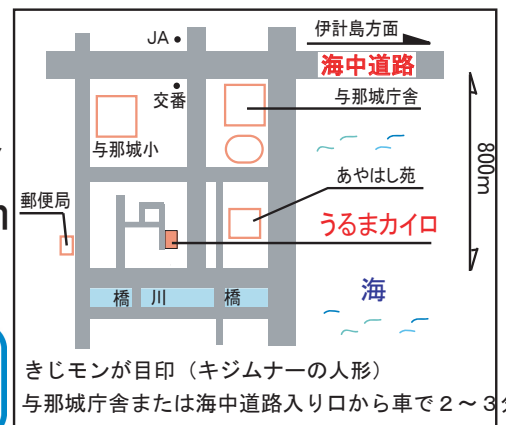 JA
伊計島方面
海中道路
交番
与那城庁舎
与那城小
800m
あやはし苑
郵便局
うるまカイロ
海
橋 川 橋
きじモンが目印（キジムナーの人形）
与那城庁舎または海中道路入り口から車で２～３分